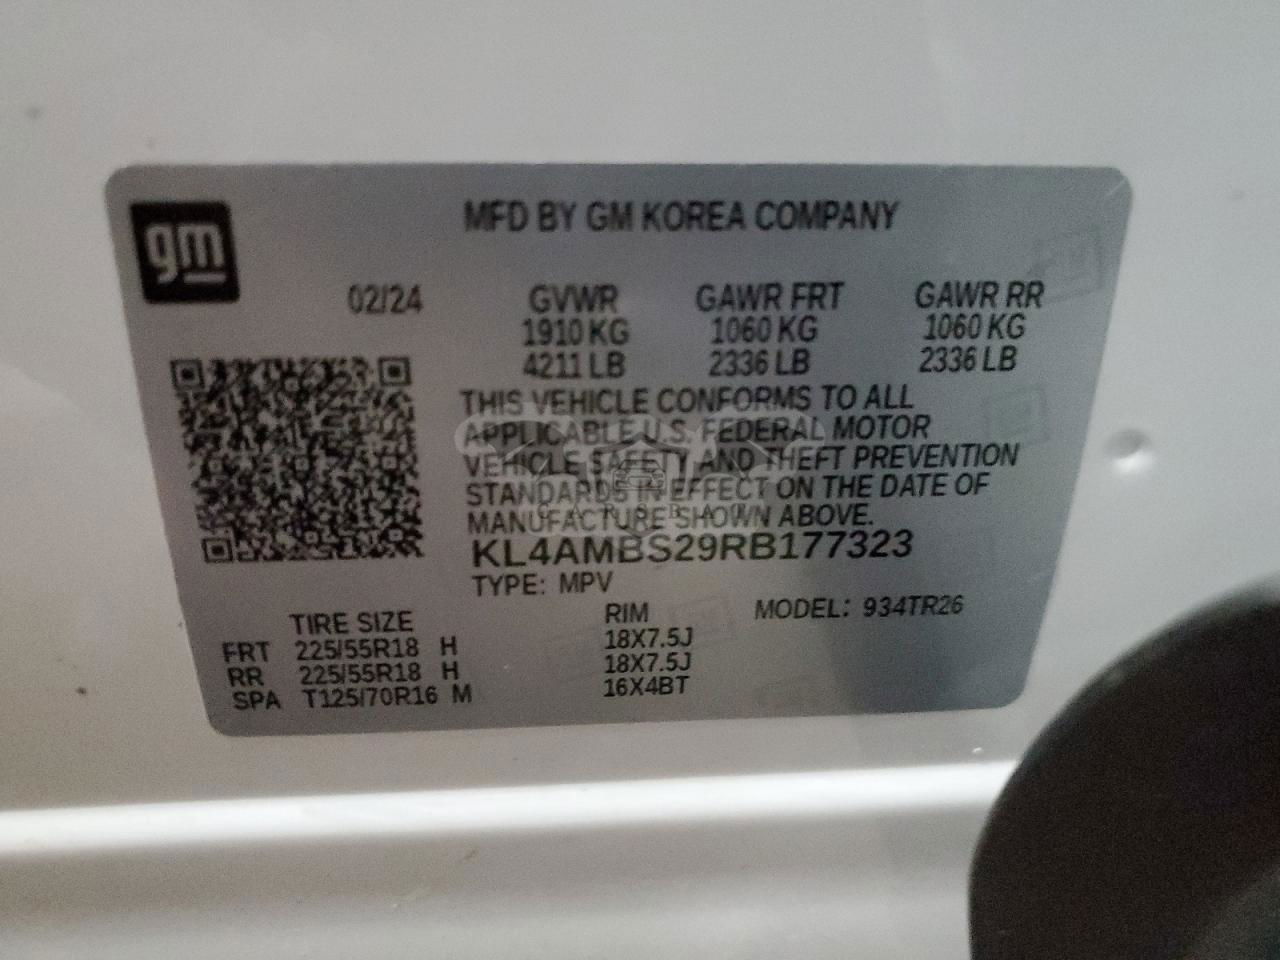 gm
MFD BY GM KOREA COMPANY
02/24 GVWR GAWR FRT GAWR RR
1910 KG 1060 KG 1060 KG
4211 LB 2336 LB 2336 LB
THIS VEHICLE CONFORMS TO ALL
APPLICABLE U.S. FEDERAL MOTOR
VEHICLE SAFETY AND THEFT PREVENTION
STANDARDS IN EFFECT ON THE DATE OF
MANUFACTURE SHOWN ABOVE.
KL4AMBS29RB177323
TYPE: MPV
TIRE SIZE RIM MODEL: 934TR26
FRT 225/55R18 H 18X7.5J
RR 225/55R18 H 18X7.5J
SPA T125/70R16 M 16X4BT